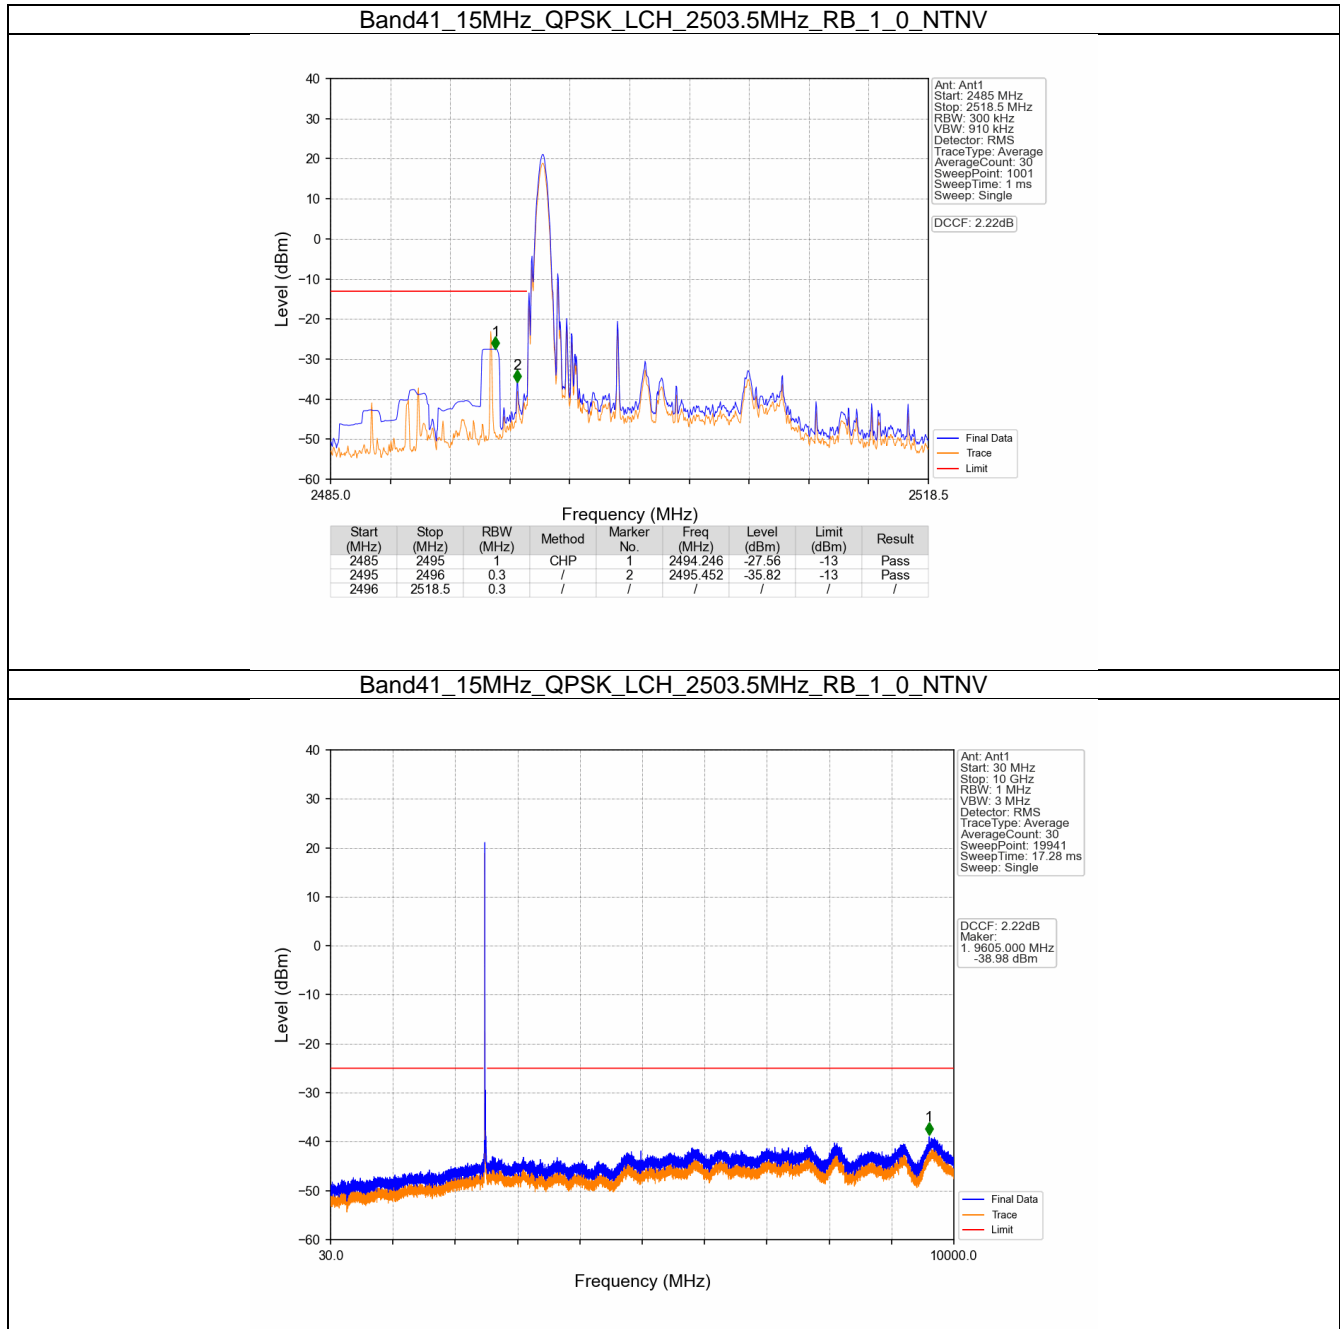 Band41_15MHz_QPSK_LCH_2503.5MHz_RB_1_0_NTNV
40
30
20
10
0
−10
−20
−30
−40
−50
−60
Level (dBm)
1
2
2485.0
2518.5
Frequency (MHz)
Ant: Ant1
Start: 2485 MHz
Stop: 2518.5 MHz
RBW: 300 kHz
VBW: 910 kHz
Detector: RMS
TraceType: Average
AverageCount: 30
SweepPoint: 1001
SweepTime: 1 ms
Sweep: Single
DCCF: 2.22dB
Final Data
Trace
Limit
Start (MHz) Stop (MHz) RBW (MHz) Method Marker No. Freq (MHz) Level (dBm) Limit (dBm) Result
2485 2495 1 CHP 1 2494.246 -27.56 -13 Pass
2495 2496 0.3 / 2 2495.452 -35.82 -13 Pass
2496 2518.5 0.3 / / / / / /
Band41_15MHz_QPSK_LCH_2503.5MHz_RB_1_0_NTNV
40
30
20
10
0
−10
−20
−30
−40
−50
−60
Level (dBm)
1
30.0
10000.0
Frequency (MHz)
Ant: Ant1
Start: 30 MHz
Stop: 10 GHz
RBW: 1 MHz
VBW: 3 MHz
Detector: RMS
TraceType: Average
AverageCount: 30
SweepPoint: 19941
SweepTime: 17.28 ms
Sweep: Single
DCCF: 2.22dB
Maker:
1. 9605.000 MHz
-38.98 dBm
Final Data
Trace
Limit